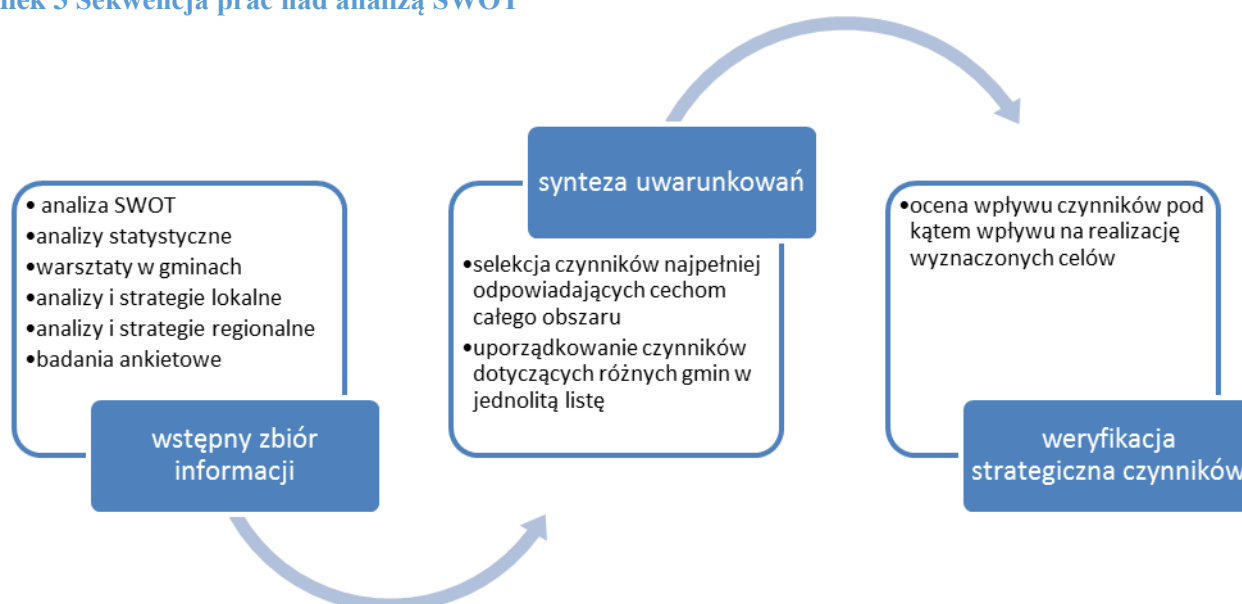 nek 5 Sekwencja prac nad analizą SWOT
• analiza SWOT
•analizy statystyczne
•warsztaty w gminach
•analizy i strategie lokalne
•analizy i strategie regionalne
•badania ankietowe
wstępny zbiór
informacji
synteza uwarunkowań
•selekcja czynników najpełniej
odpowiadających cechom
całego obszaru
•uporządkowanie czynników
dotyczących różnych gmin w
jednolitą listę
•ocena wpływu czynników pod
kątem wpływu na realizację
wyznaczonych celów
weryfikacja
strategiczna czynników